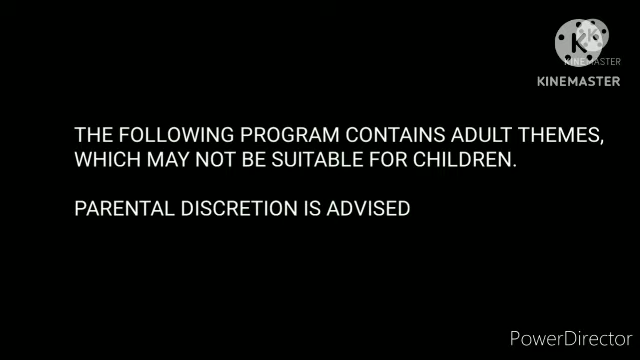 K
K
KINEMASTER
KINEMASTER
THE FOLLOWING PROGRAM CONTAINS ADULT THEMES,
WHICH MAY NOT BE SUITABLE FOR CHILDREN.
PARENTAL DISCRETION IS ADVISED
PowerDirector